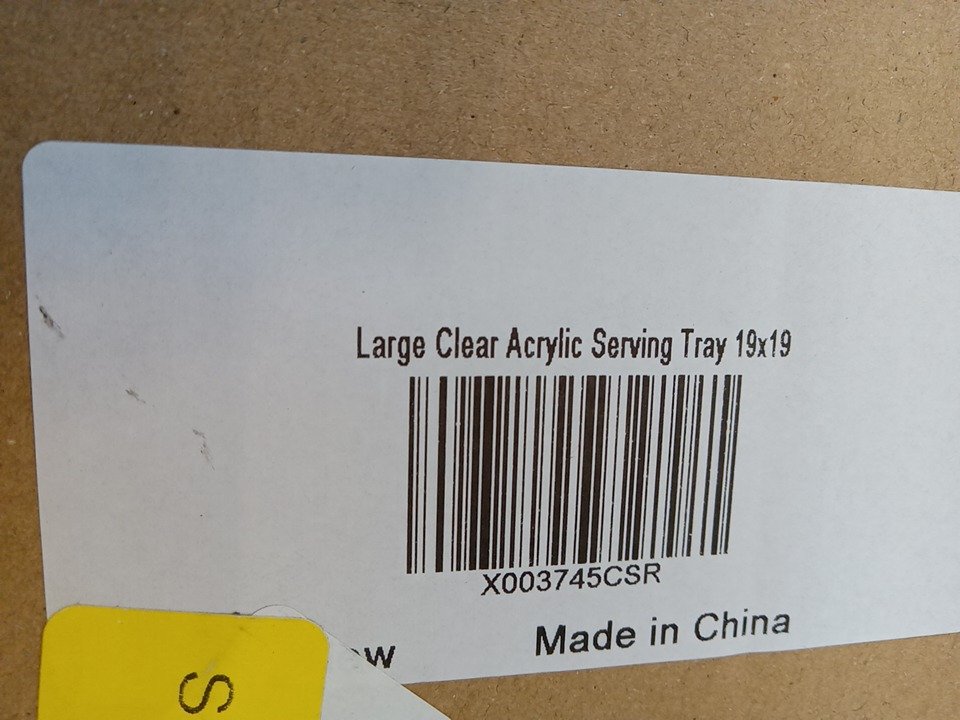 Large Clear Acrylic Serving Tray 19x19
X003745CSR
Made in China
S